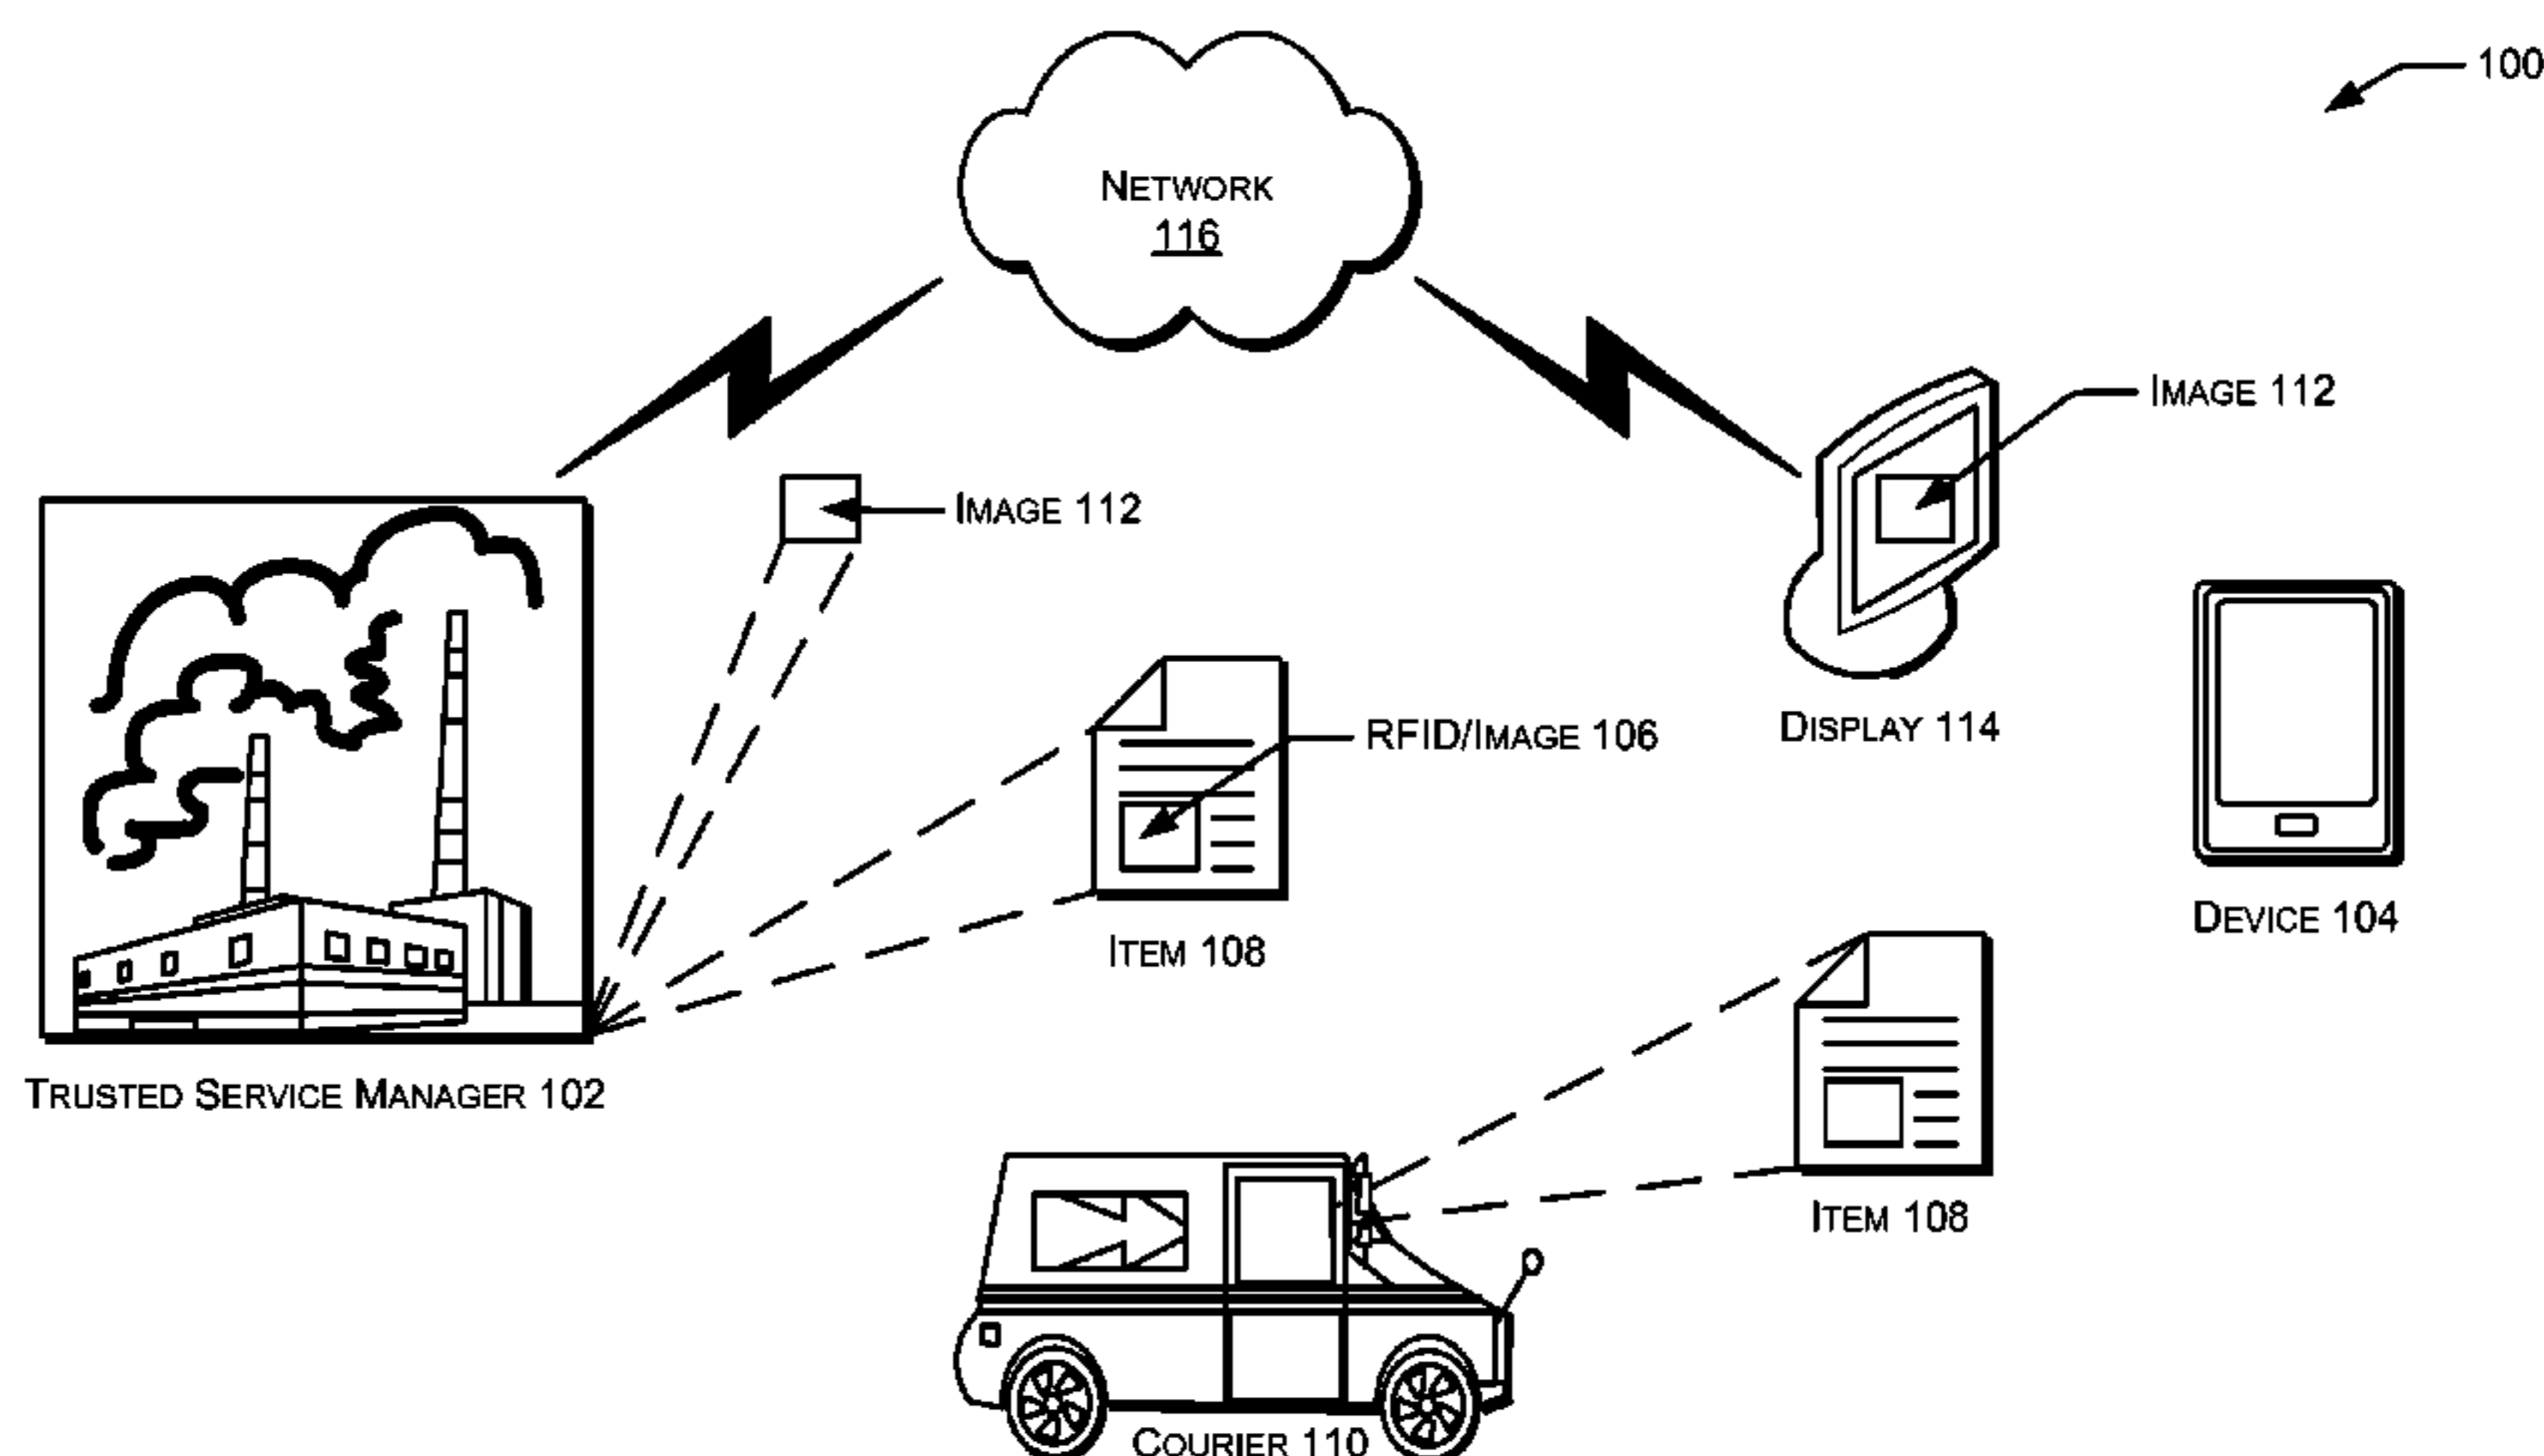 100
NETWORK
116
IMAGE 112
IMAGE 112
RFID/IMAGE 106
DISPLAY 114
DEVICE 104
ITEM 108
TRUSTED SERVICE MANAGER 102
ITEM 108
COURIER 110